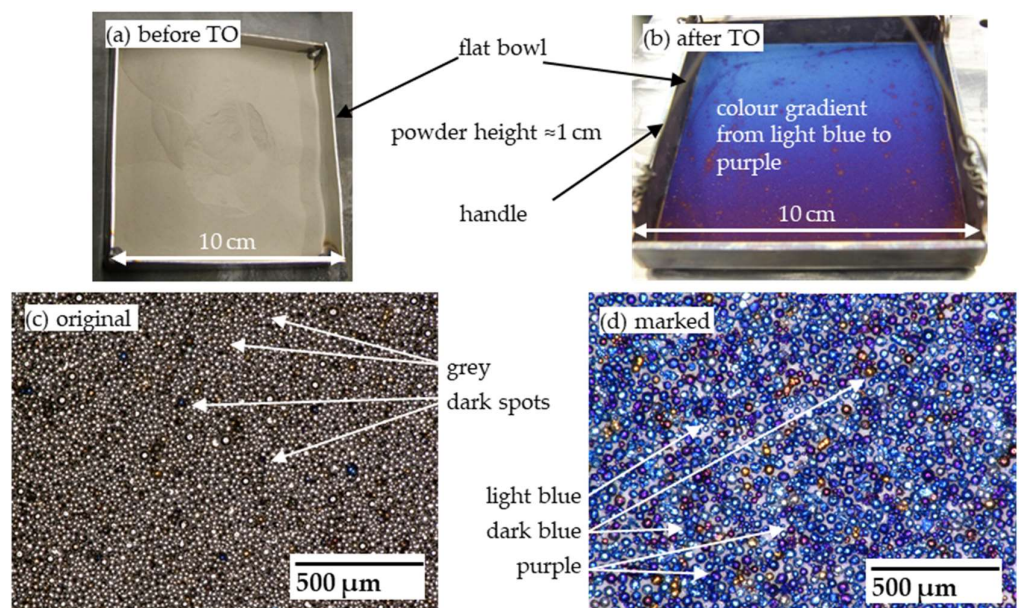 (a) before TO
flat bowl
(b) after TO
powder height ≈1 cm
colour gradient
from light blue to
purple
handle
10 cm
10 cm
(c) original
(d) marked
grey
dark spots
light blue
dark blue
purple
500 µm
500 µm